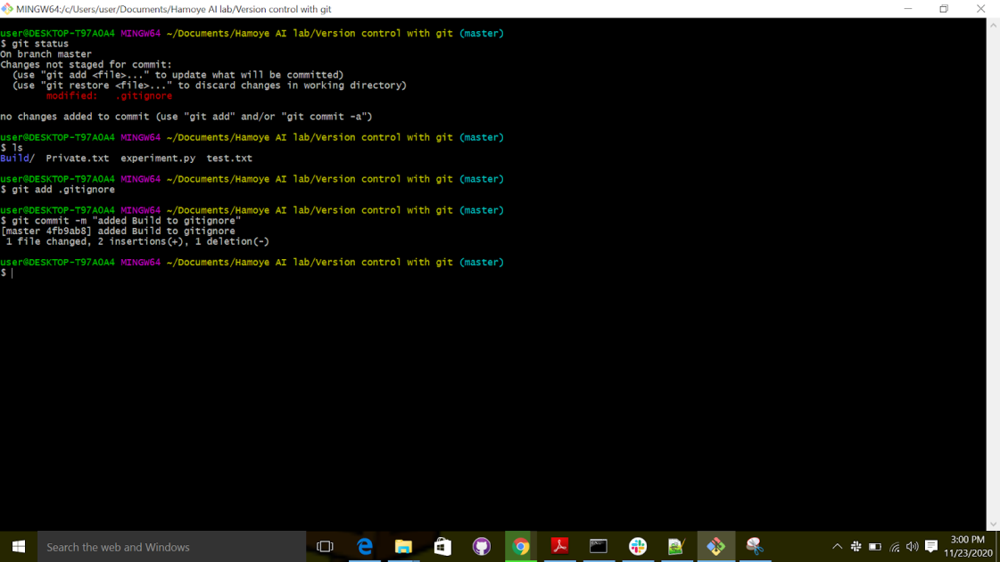 MINGW64:/c/Users/user/Documents/Hamoye AI lab/Version control with git
user@DESKTOP-T97A0A4 MINGW64 ~/Documents/Hamoye AI lab/Version control with git (master)
$ git status
On branch master
Changes not staged for commit:
  (use "git add <file>..." to update what will be committed)
  (use "git restore <file>..." to discard changes in working directory)
        modified:   .gitignore
no changes added to commit (use "git add" and/or "git commit -a")
user@DESKTOP-T97A0A4 MINGW64 ~/Documents/Hamoye AI lab/Version control with git (master)
$ ls
Build/  Private.txt  experiment.py  test.txt
user@DESKTOP-T97A0A4 MINGW64 ~/Documents/Hamoye AI lab/Version control with git (master)
$ git add .gitignore
user@DESKTOP-T97A0A4 MINGW64 ~/Documents/Hamoye AI lab/Version control with git (master)
$ git commit -m "added Build to gitignore"
[master 4fb9ab8] added Build to gitignore
 1 file changed, 2 insertions(+), 1 deletion(-)
user@DESKTOP-T97A0A4 MINGW64 ~/Documents/Hamoye AI lab/Version control with git (master)
$
Search the web and Windows
3:00 PM
11/23/2020